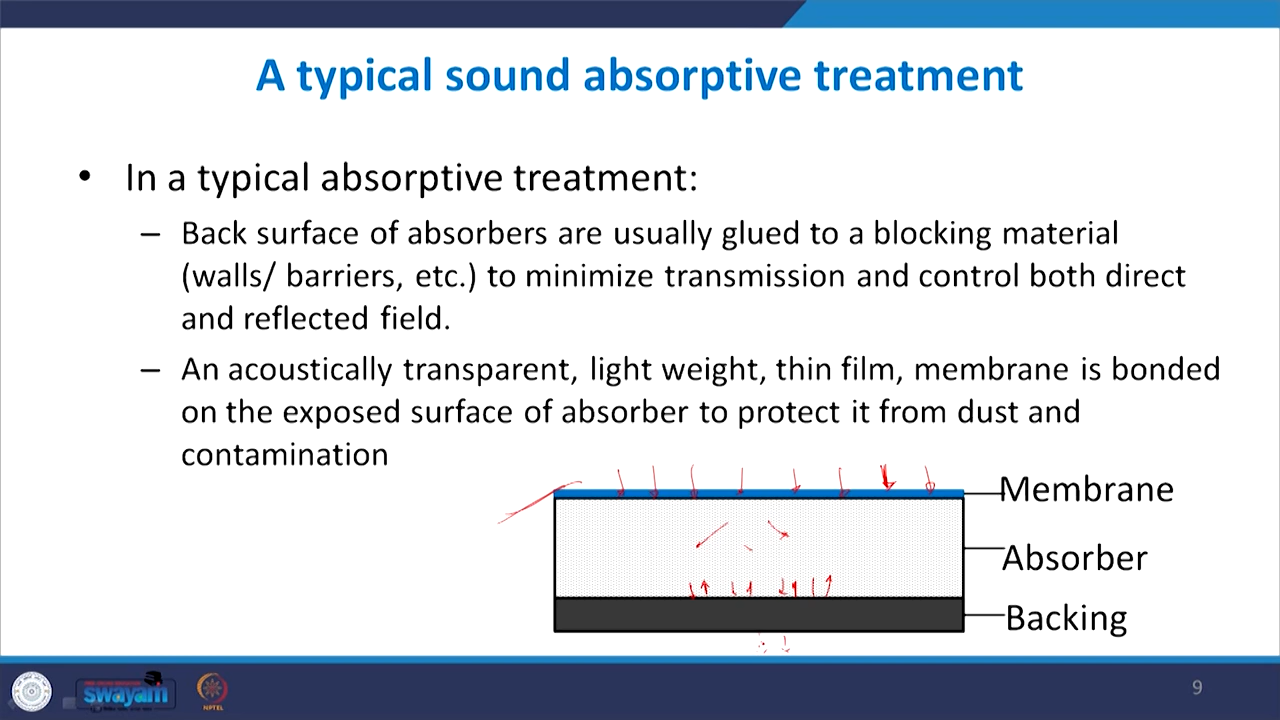 A typical sound absorptive treatment
• In a typical absorptive treatment:
– Back surface of absorbers are usually glued to a blocking material
(walls/ barriers, etc.) to minimize transmission and control both direct
and reflected field.
– An acoustically transparent, light weight, thin film, membrane is bonded
on the exposed surface of absorber to protect it from dust and
contamination
Membrane
Absorber
Backing
swayam
NPTEL
9